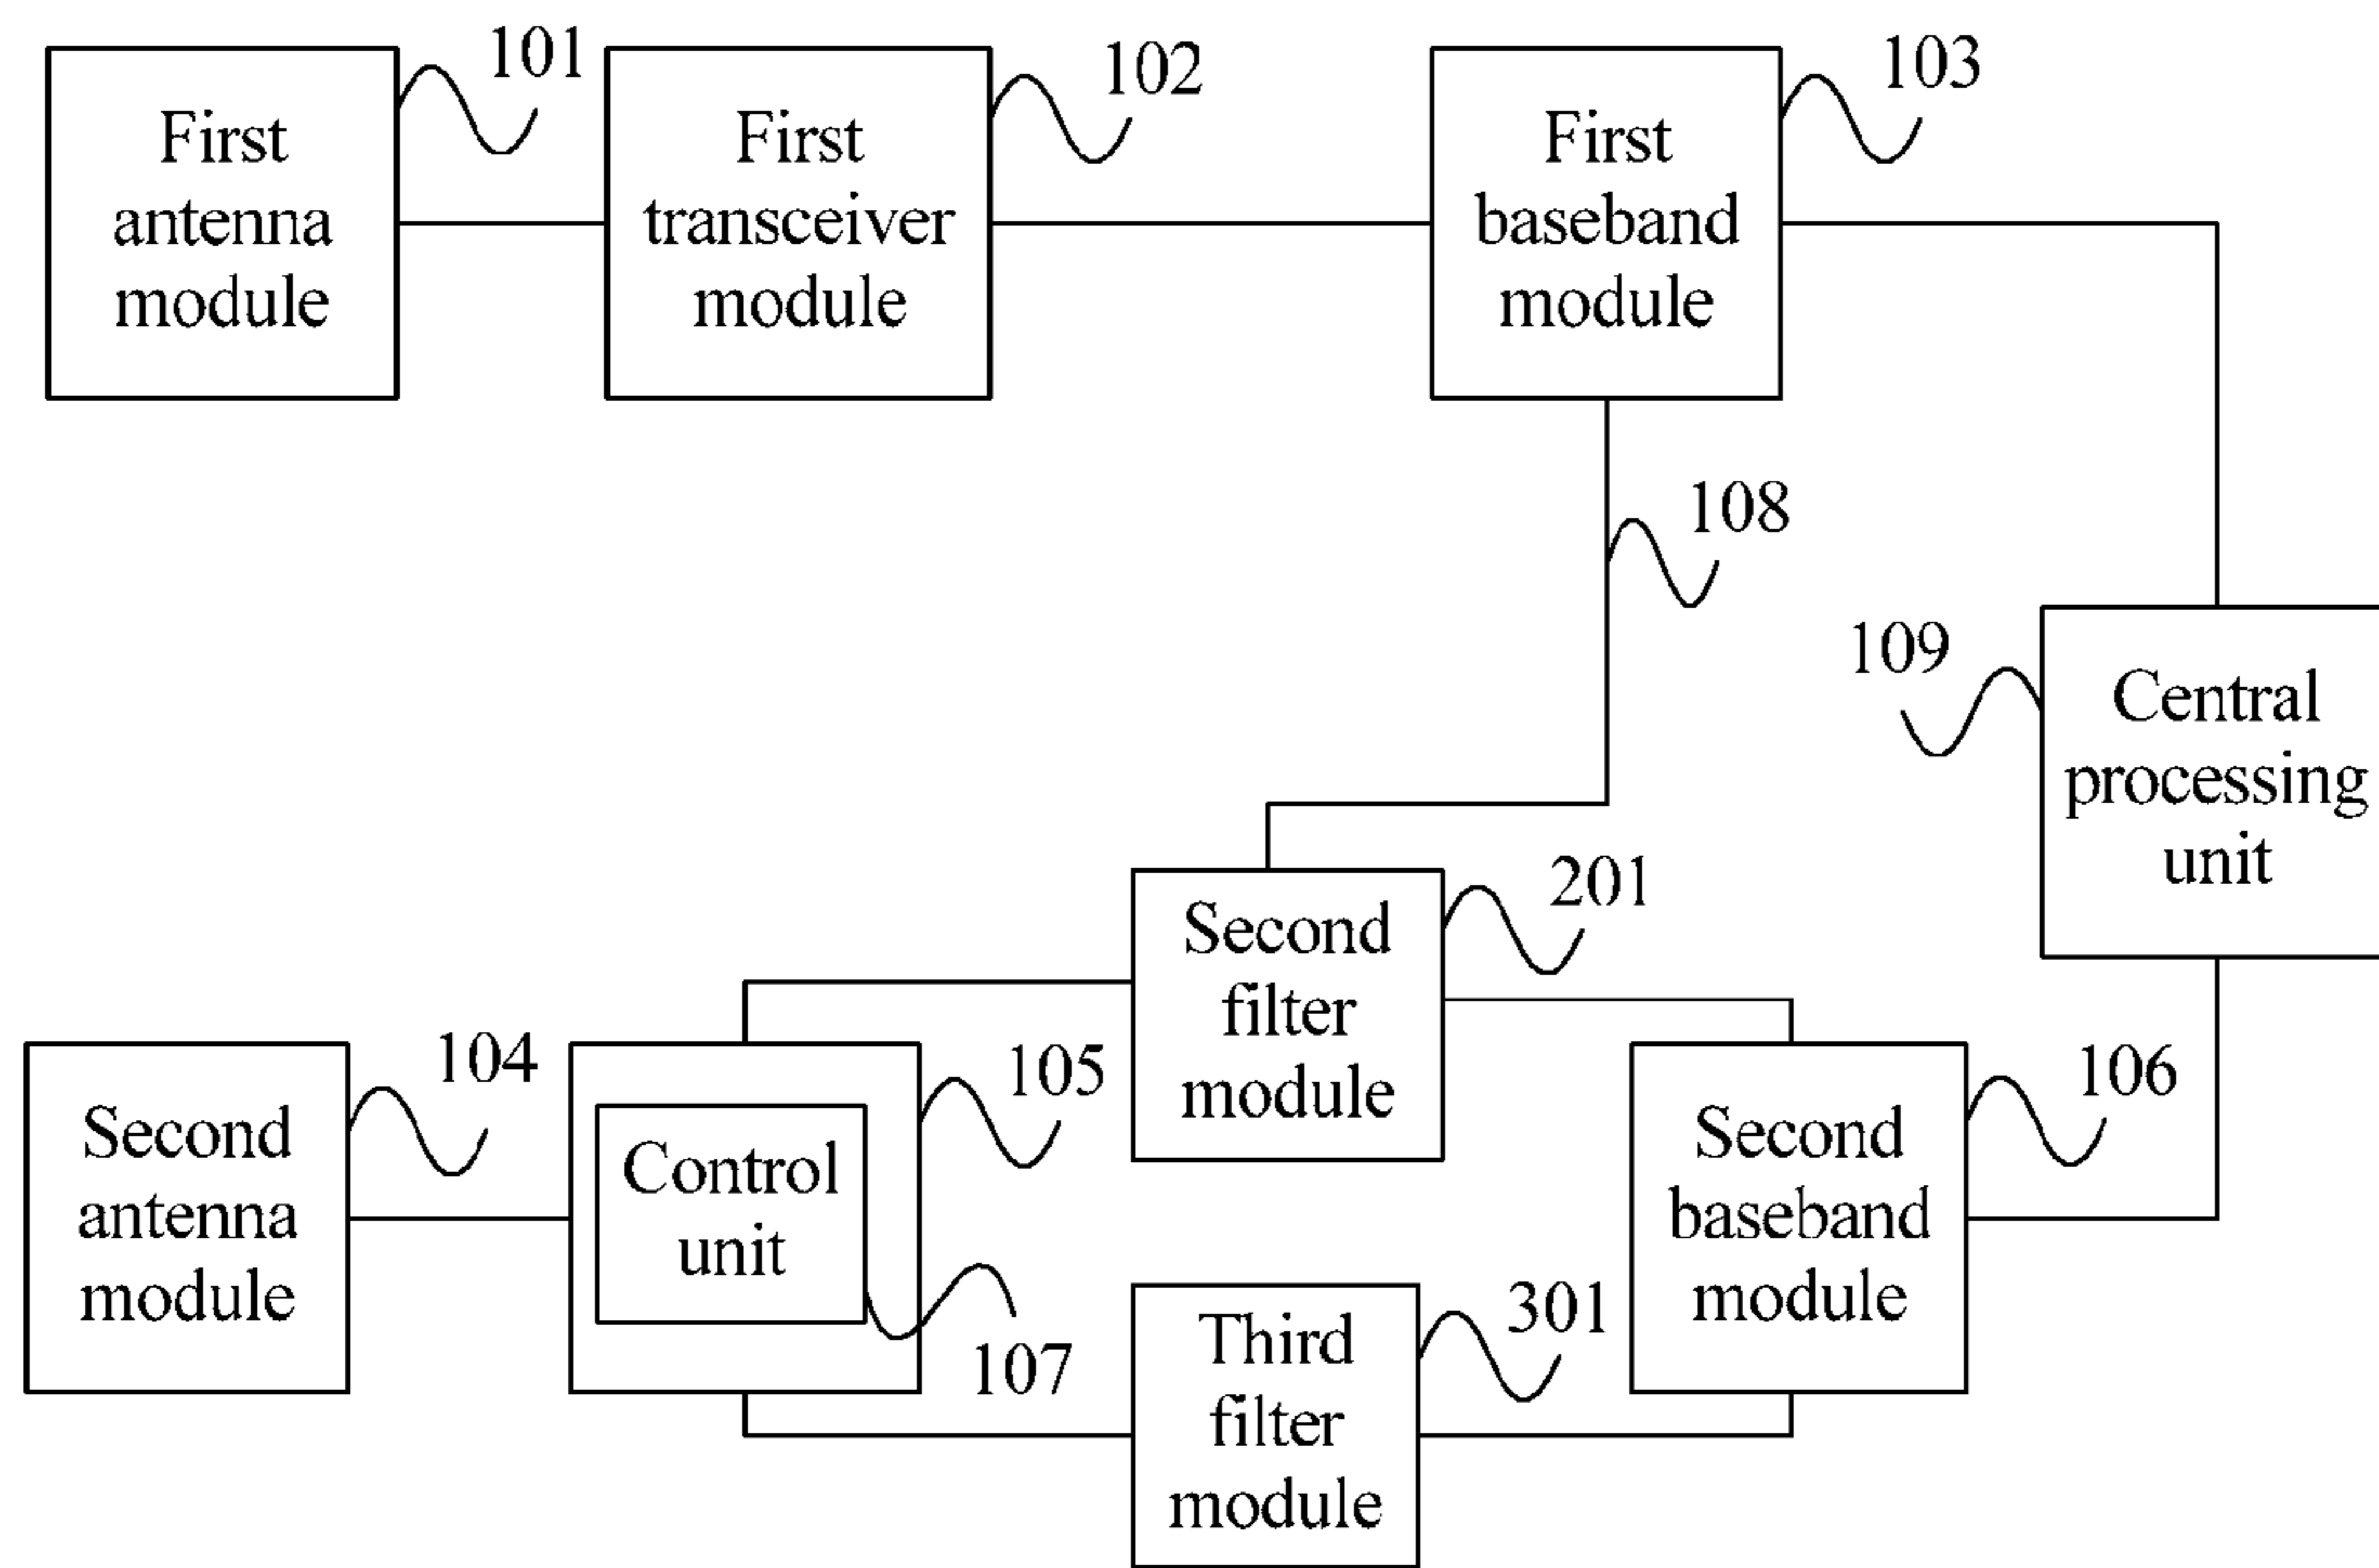 101
First
antenna
module
102
First
transceiver
module
103
First
baseband
module
108
109
Central
processing
unit
201
Second
filter
module
104
Second
antenna
module
105
Control
unit
107
106
Second
baseband
module
301
Third
filter
module